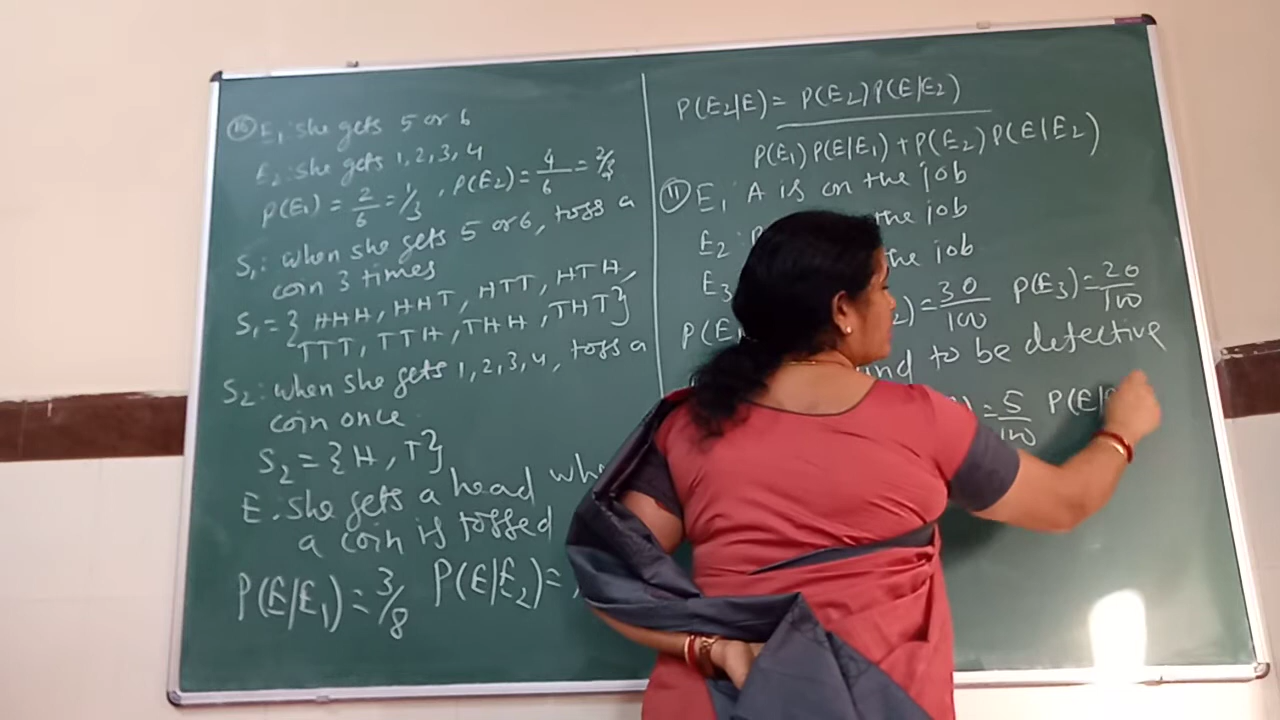 ⑩ E₁: she gets 5 or 6
E₂: she gets 1, 2, 3, 4
P(E₁) = 2/6 = 1/3, P(E₂) = 4/6 = 2/3
S₁: when she gets 5 or 6, toss a
coin 3 times
S₁ = { HHH, HHT, HTT, HTH,
TTT, TTH, THH, THT }
S₂: when she gets 1, 2, 3, 4, toss a
coin once
S₂ = {H, T}
E: she gets a head
a coin is tossed
P(E|E₁) = 3/8 P(E|E₂) =
P(E₂|E) = P(E₂)P(E|E₂)
P(E₁)P(E|E₁) + P(E₂)P(E|E₂)
⑪ E₁ A is on the job
E₂: the job
E₃ the job
P(E₁ ) = 30/100 P(E₃) = 20/100
to be defective
= 5/100 P(E|